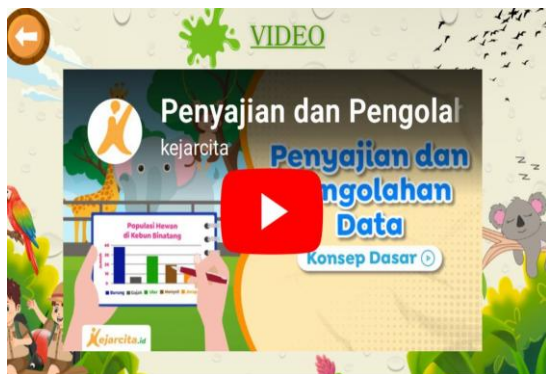 VIDEO
Penyajian dan Pengolah
kejarcita
Penyajian dan
ngolahan
Data
Konsep Dasar
Populasi Hewan
di Kebun Binatang
Kejarcita.id